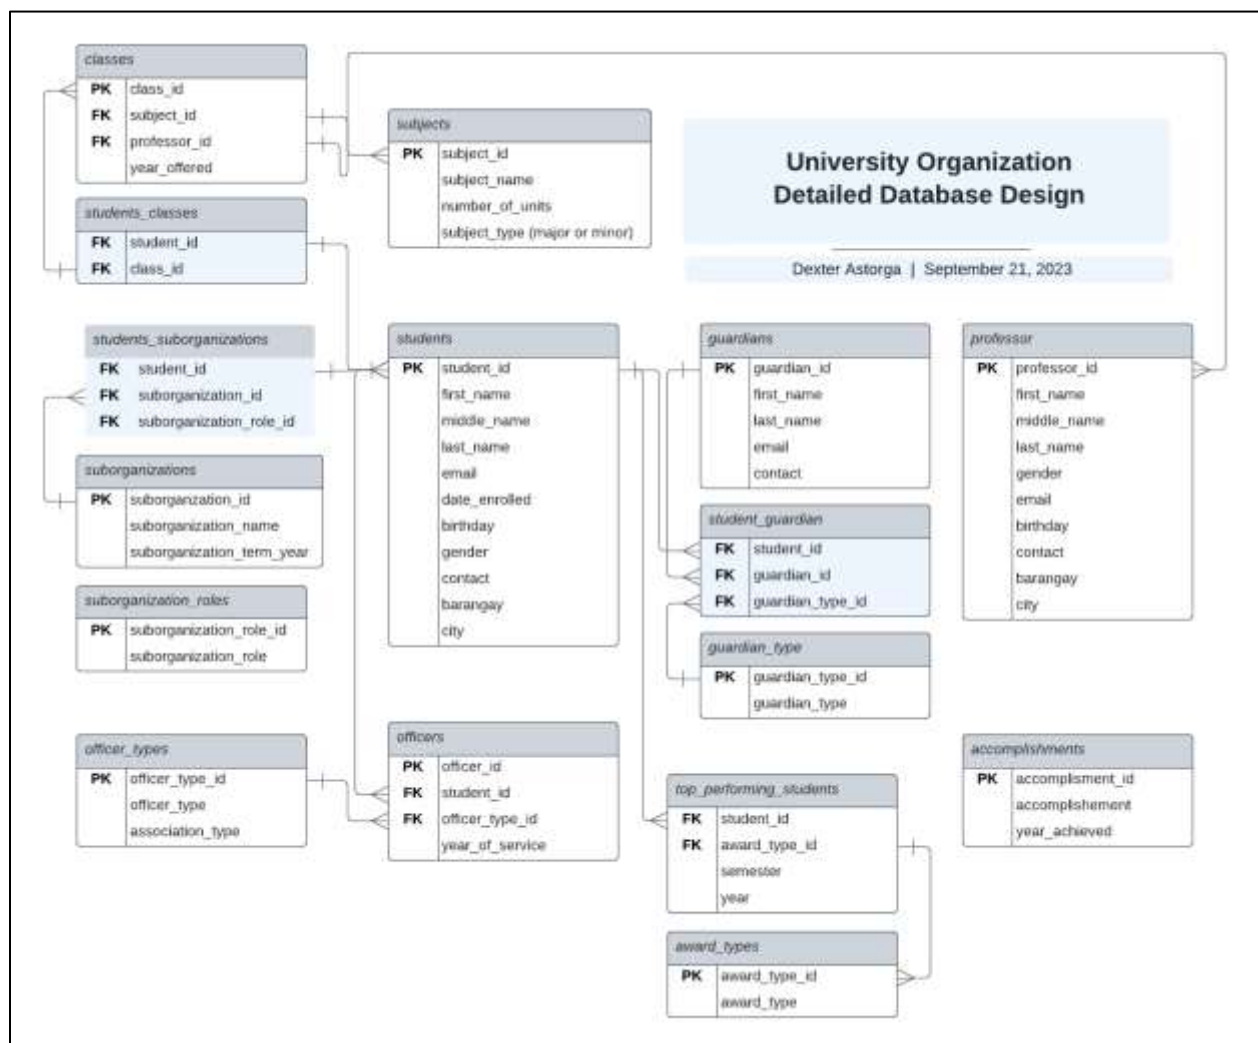 classes
PK class_id
FK subject_id
FK professor_id
year_offered
subjects
PK subject_id
subject_name
number_of_units
subject_type (major or minor)
University Organization
Detailed Database Design
Dexter Astorga | September 21, 2023
students_classes
FK student_id
FK class_id
students_suborganizations
FK student_id
FK suborganization_id
FK suborganization_role_id
suborganizations
PK suborganzation_id
suborganization_name
suborganization_term_year
suborganization_roles
PK suborganization_role_id
suborganization_role
students
PK student_id
first_name
middle_name
last_name
email
date_enrolled
birthday
gender
contact
barangay
city
guardians
PK guardian_id
first_name
last_name
email
contact
student_guardian
FK student_id
FK guardian_id
FK guardian_type_id
guardian_type
PK guardian_type_id
guardian_type
professor
PK professor_id
first_name
middle_name
last_name
gender
email
birthday
contact
barangay
city
officer_types
PK officer_type_id
officer_type
association_type
officers
PK officer_id
FK student_id
FK officer_type_id
year_of_service
top_performing_students
FK student_id
FK award_type_id
semester
year
award_types
PK award_type_id
award_type
accomplishments
PK accomplisment_id
accomplishement
year_achieved